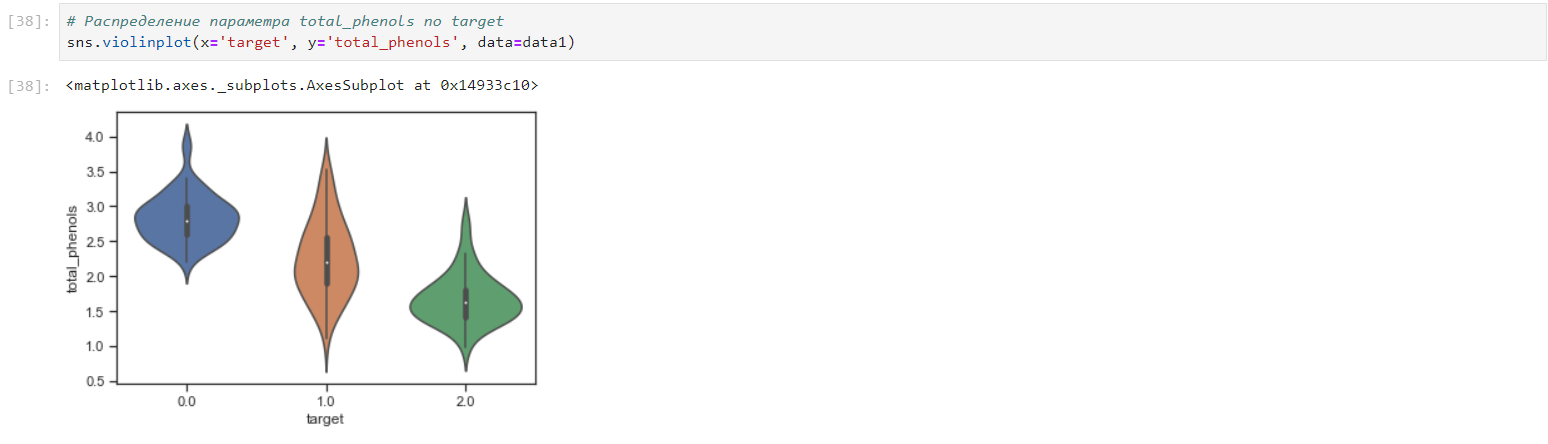 [38]: # Распределение параметра total_phenols по target
sns.violinplot(x='target', y='total_phenols', data=data1)
[38]: <matplotlib.axes._subplots.AxesSubplot at 0x14933c10>
4.0
3.5
3.0
2.5
2.0
1.5
1.0
0.5
total_phenols
0.0 1.0 2.0
target